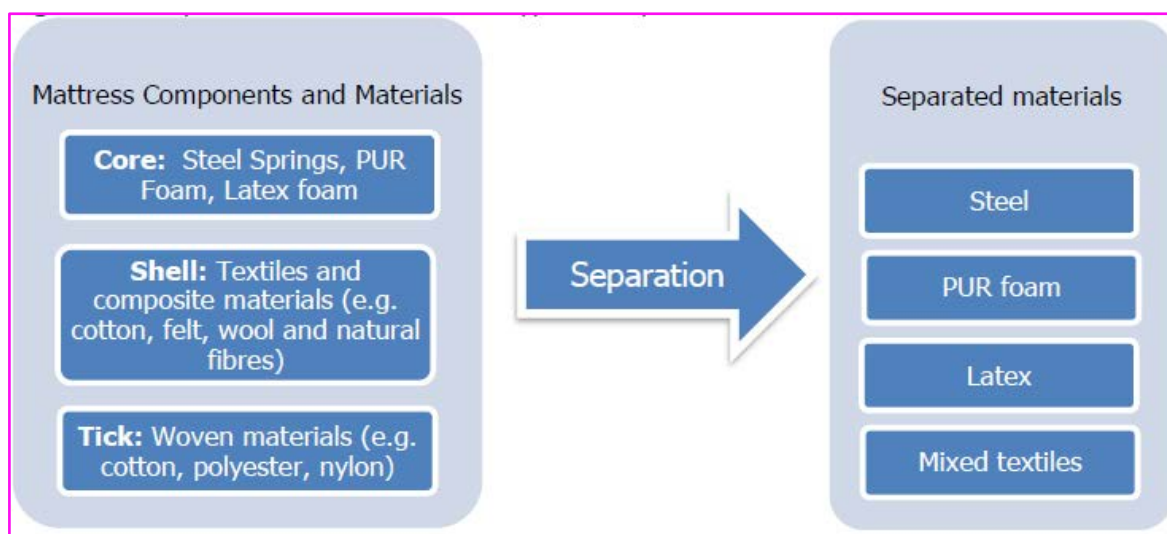 Mattress Components and Materials
Core: Steel Springs, PUR
Foam, Latex foam
Shell: Textiles and
composite materials (e.g.
cotton, felt, wool and natural
fibres)
Tick: Woven materials (e.g.
cotton, polyester, nylon)
Separation
Separated materials
Steel
PUR foam
Latex
Mixed textiles